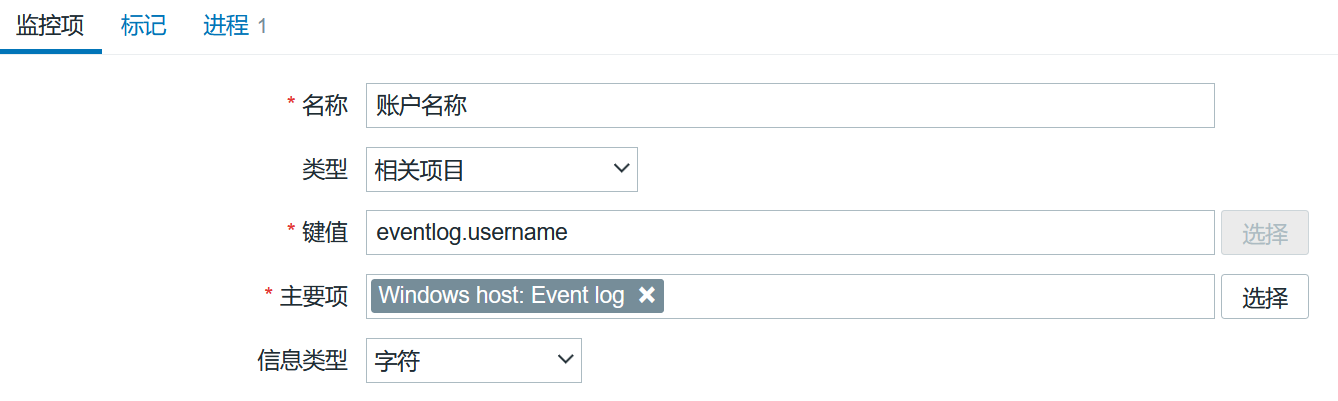 监控项 标记 进程 1
* 名称 账户名称
类型 相关项目
* 键值 eventlog.username 选择
* 主要项 Windows host: Event log ✖ 选择
信息类型 字符